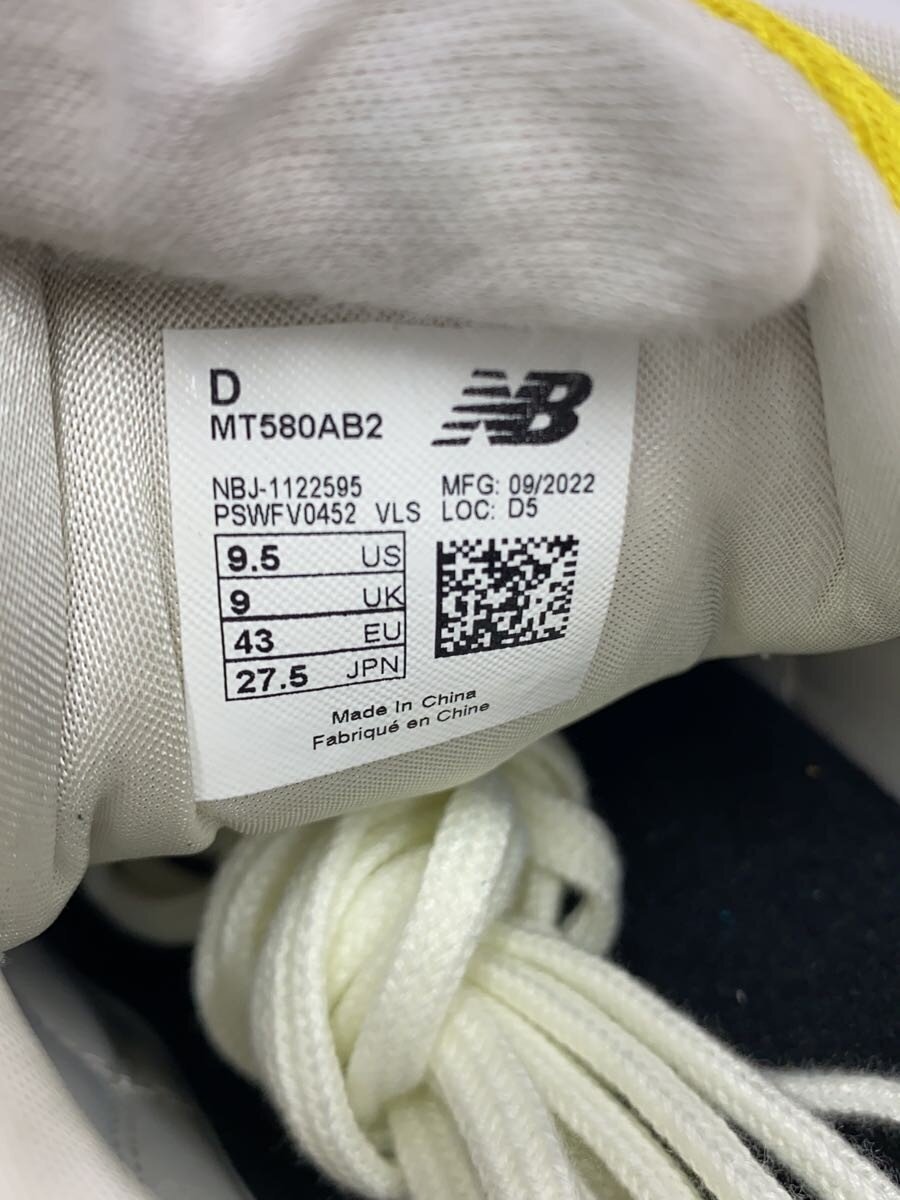 D
MT580AB2
NB
NBJ-1122595 MFG: 09/2022
PSWFV0452 VLS LOC: D5
9.5 US
9 UK
43 EU
27.5 JPN
Made In China
Fabriqué en Chine